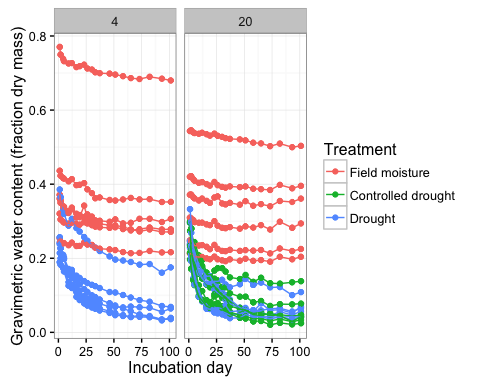 4 20
Gravimetric water content (fraction dry mass)
0.8
0.6
0.4
0.2
0.0
0 25 50 75 100 0 25 50 75 100
Incubation day
Treatment
Field moisture
Controlled drought
Drought